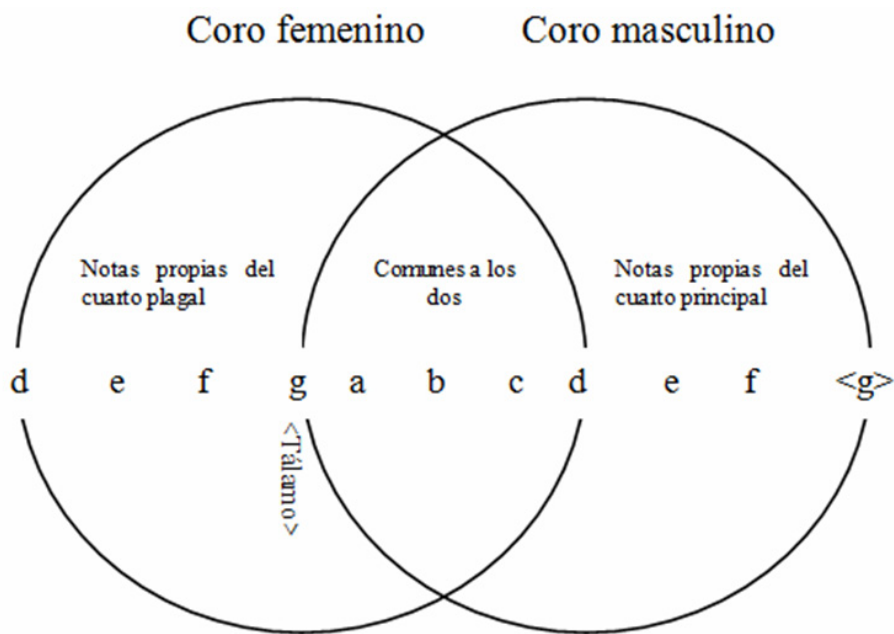 Coro femenino Coro masculino
Notas propias del
cuarto plagal
Comunes a los
dos
Notas propias del
cuarto principal
d e f g a b c d e f <g>
<Tálamo>